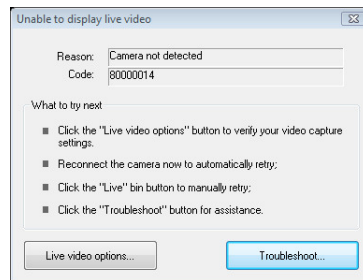 Unable to display live video
Reason: Camera not detected
Code: 80000014
What to try next
Click the "Live video options" button to verify your video capture
settings.
Reconnect the camera now to automatically retry;
Click the "Live" bin button to manually retry;
Click the "Troubleshoot" button for assistance.
Live video options... Troubleshoot...